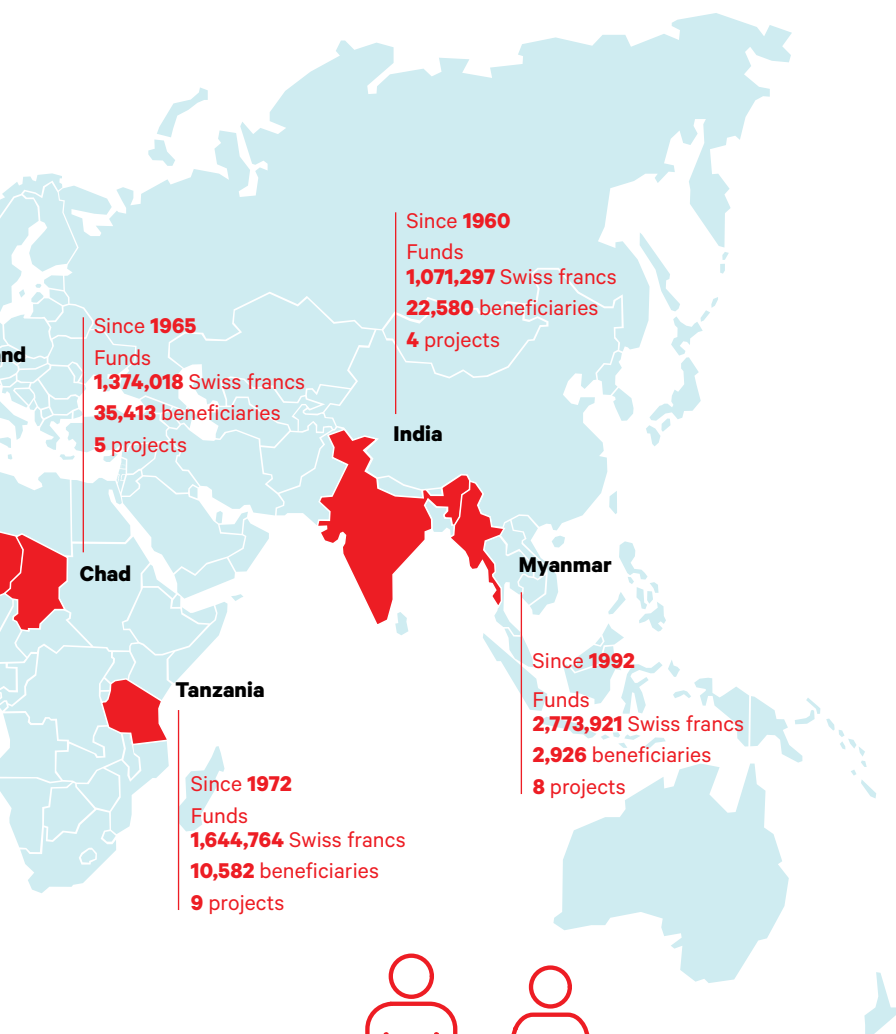 Since 1960
Funds
1,071,297 Swiss francs
22,580 beneficiaries
4 projects
India
Since 1965
Funds
1,374,018 Swiss francs
35,413 beneficiaries
5 projects
Chad
nd
Myanmar
Since 1992
Funds
2,773,921 Swiss francs
2,926 beneficiaries
8 projects
Tanzania
Since 1972
Funds
1,644,764 Swiss francs
10,582 beneficiaries
9 projects